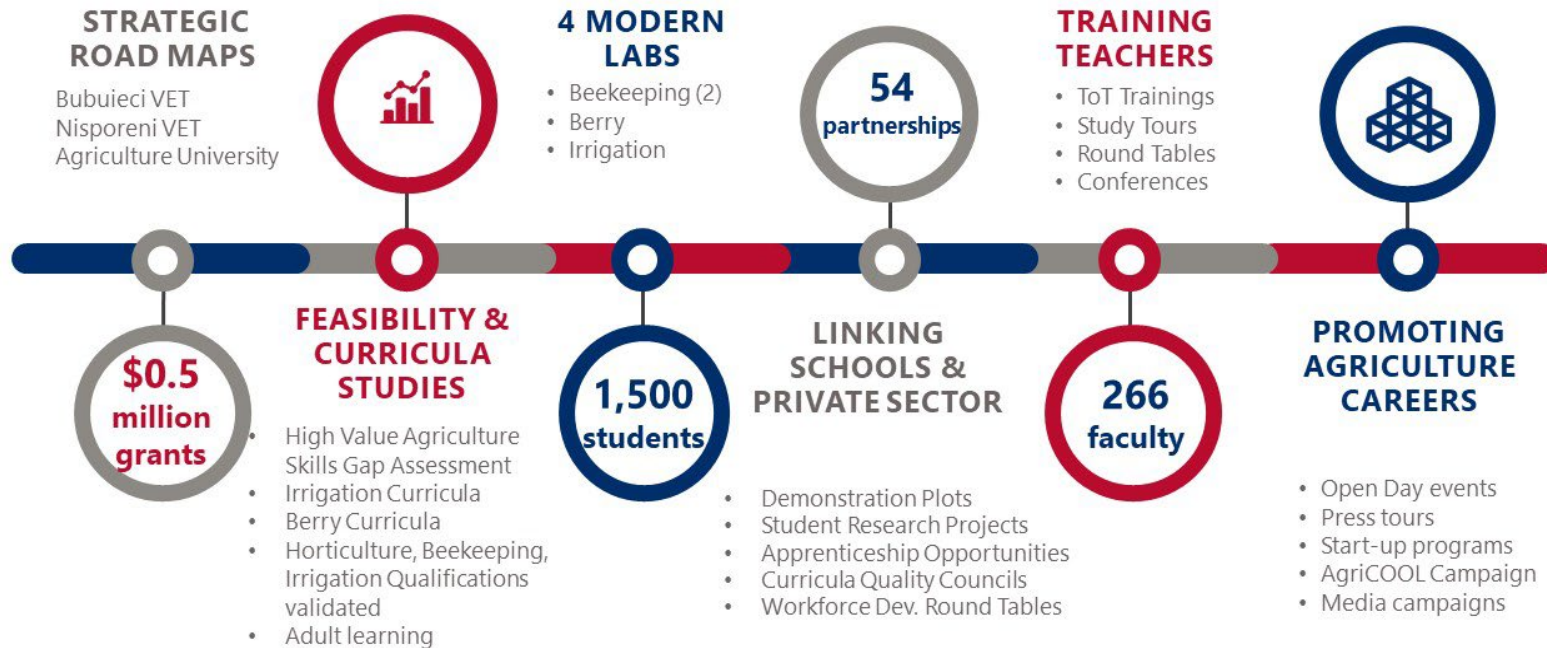 STRATEGIC
ROAD MAPS
Bubuieci VET
Nisporeni VET
Agriculture University
$0.5
million
grants
FEASIBILITY &
CURRICULA
STUDIES
• High Value Agriculture
Skills Gap Assessment
• Irrigation Curricula
• Berry Curricula
• Horticulture, Beekeeping,
Irrigation Qualifications
validated
• Adult learning
4 MODERN
LABS
• Beekeeping (2)
• Berry
• Irrigation
1,500
students
54
partnerships
LINKING
SCHOOLS &
PRIVATE SECTOR
• Demonstration Plots
• Student Research Projects
• Apprenticeship Opportunities
• Curricula Quality Councils
• Workforce Dev. Round Tables
TRAINING
TEACHERS
• ToT Trainings
• Study Tours
• Round Tables
• Conferences
266
faculty
PROMOTING
AGRICULTURE
CAREERS
• Open Day events
• Press tours
• Start-up programs
• AgriCOOL Campaign
• Media campaigns